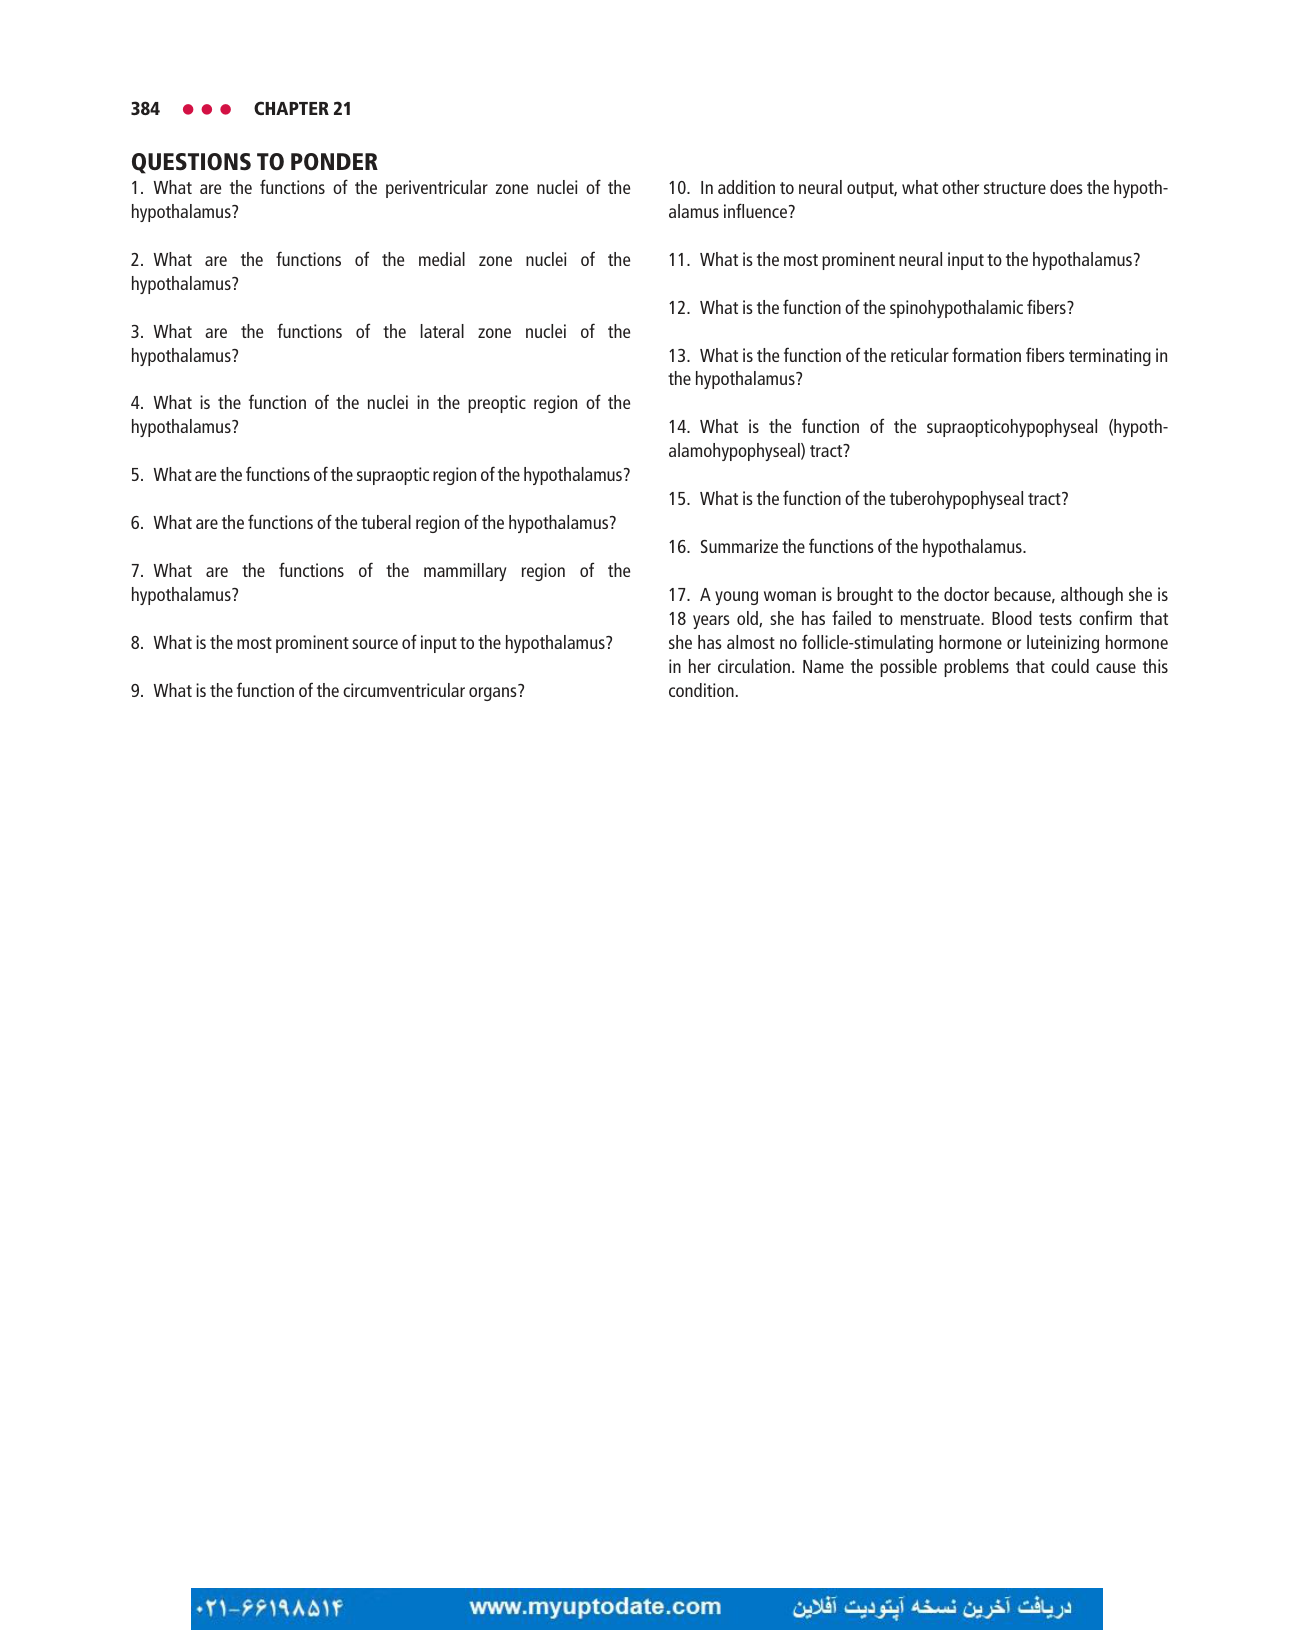 384 ● ● ● CHAPTER 21
QUESTIONS TO PONDER
1. What are the functions of the periventricular zone nuclei of the
hypothalamus?
2. What are the functions of the medial zone nuclei of the
hypothalamus?
3. What are the functions of the lateral zone nuclei of the
hypothalamus?
4. What is the function of the nuclei in the preoptic region of the
hypothalamus?
5. What are the functions of the supraoptic region of the hypothalamus?
6. What are the functions of the tuberal region of the hypothalamus?
7. What are the functions of the mammillary region of the
hypothalamus?
8. What is the most prominent source of input to the hypothalamus?
9. What is the function of the circumventricular organs?
10. In addition to neural output, what other structure does the hypoth-
alamus influence?
11. What is the most prominent neural input to the hypothalamus?
12. What is the function of the spinohypothalamic fibers?
13. What is the function of the reticular formation fibers terminating in
the hypothalamus?
14. What is the function of the supraopticohypophyseal (hypoth-
alamohypophyseal) tract?
15. What is the function of the tuberohypophyseal tract?
16. Summarize the functions of the hypothalamus.
17. A young woman is brought to the doctor because, although she is
18 years old, she has failed to menstruate. Blood tests confirm that
she has almost no follicle-stimulating hormone or luteinizing hormone
in her circulation. Name the possible problems that could cause this
condition.
۰۲۱-۶۶۱۹۸۵۱۴ www.myuptodate.com دریافت آخرین نسخه آپتودیت آفلاین